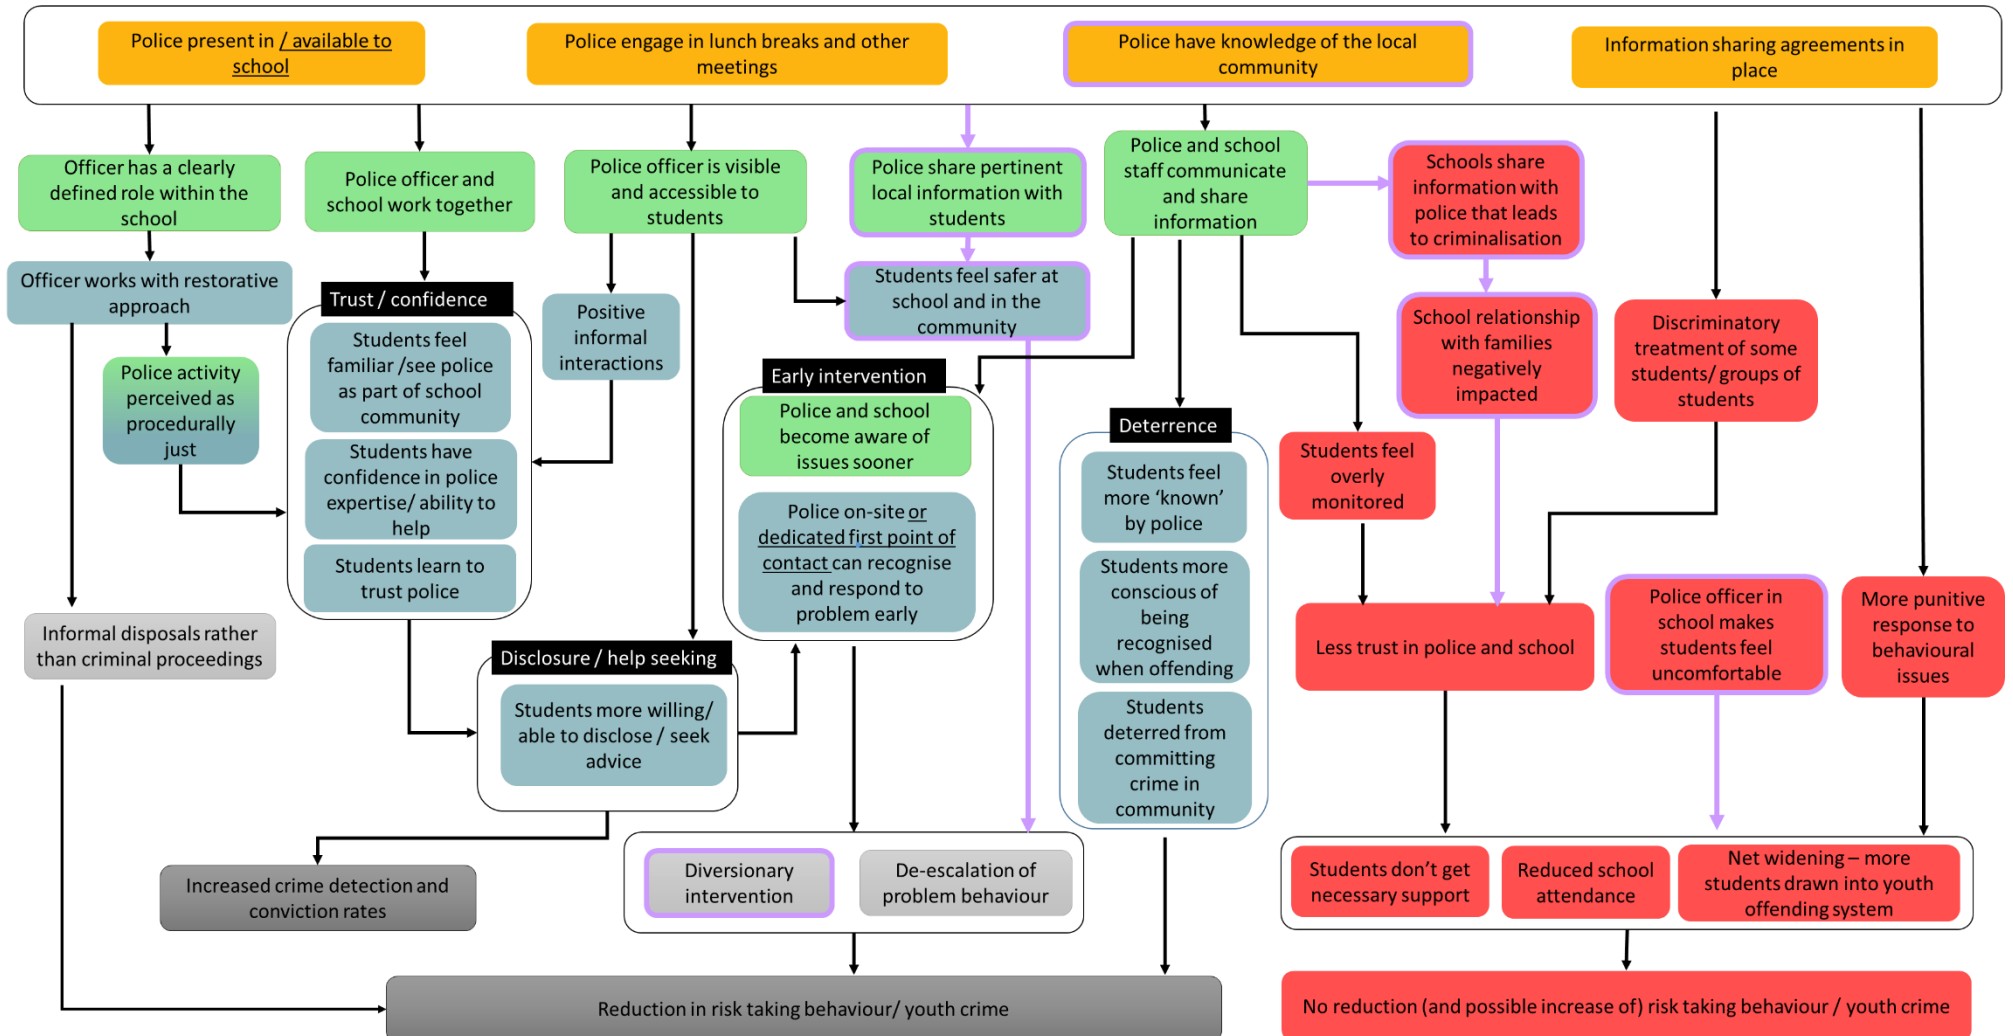 Police present in / available to
school
Police engage in lunch breaks and other
meetings
Police have knowledge of the local
community
Information sharing agreements in
place
Officer has a clearly
defined role within the
school
Police officer and
school work together
Police officer is visible
and accessible to
students
Police share pertinent
local information with
students
Police and school
staff communicate
and share
information
Schools share
information with
police that leads
to criminalisation
Officer works with restorative
approach
Trust / confidence
Students feel
familiar /see police
as part of school
community
Students have
confidence in police
expertise/ ability to
help
Students learn to
trust police
Positive
informal
interactions
Students feel safer at
school and in the
community
School relationship
with families
negatively
impacted
Discriminatory
treatment of some
students/ groups of
students
Police activity
perceived as
procedurally
just
Early intervention
Police and school
become aware of
issues sooner
Police on-site or
dedicated first point of
contact can recognise
and respond to
problem early
Deterrence
Students feel
more ‘known’
by police
Students more
conscious of
being
recognised
when offending
Students
deterred from
committing
crime in
community
Students feel
overly
monitored
Informal disposals rather
than criminal proceedings
Disclosure / help seeking
Students more willing/
able to disclose / seek
advice
Less trust in police and school
Police officer in
school makes
students feel
uncomfortable
More punitive
response to
behavioural
issues
Increased crime detection and
conviction rates
Diversionary
intervention
De-escalation of
problem behaviour
Students don’t get
necessary support
Reduced school
attendance
Net widening – more
students drawn into youth
offending system
Reduction in risk taking behaviour/ youth crime
No reduction (and possible increase of) risk taking behaviour / youth crime